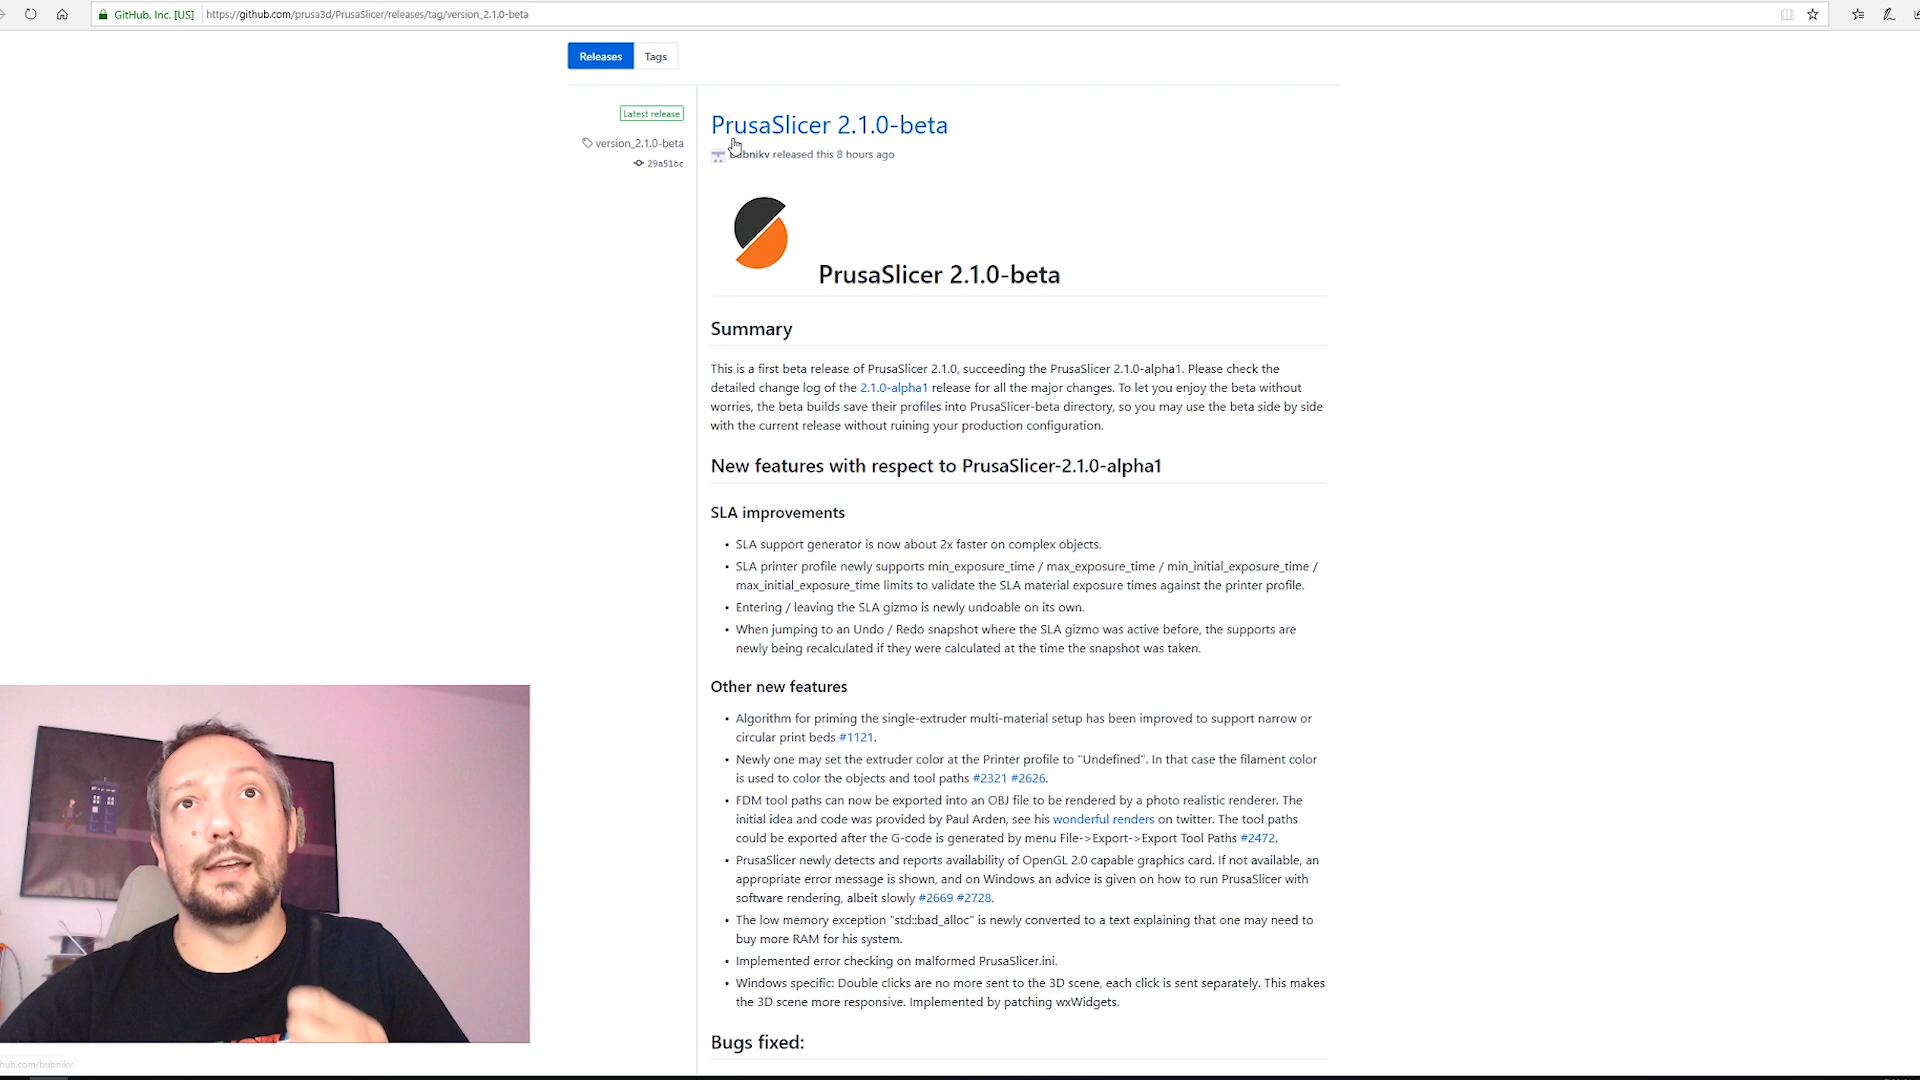 GitHub, Inc. [US]
https://github.com/prusa3d/PrusaSlicer/releases/tag/version_2.1.0-beta
Releases
Tags
Latest release
version_2.1.0-beta
29a51bc
PrusaSlicer 2.1.0-beta
bubnikv released this 8 hours ago
PrusaSlicer 2.1.0-beta
Summary
This is a first beta release of PrusaSlicer 2.1.0, succeeding the PrusaSlicer 2.1.0-alpha1. Please check the
detailed change log of the 2.1.0-alpha1 release for all the major changes. To let you enjoy the beta without
worries, the beta builds save their profiles into PrusaSlicer-beta directory, so you may use the beta side by side
with the current release without ruining your production configuration.
New features with respect to PrusaSlicer-2.1.0-alpha1
SLA improvements
• SLA support generator is now about 2x faster on complex objects.
• SLA printer profile newly supports min_exposure_time / max_exposure_time / min_initial_exposure_time /
max_initial_exposure_time limits to validate the SLA material exposure times against the printer profile.
• Entering / leaving the SLA gizmo is newly undoable on its own.
• When jumping to an Undo / Redo snapshot where the SLA gizmo was active before, the supports are
newly being recalculated if they were calculated at the time the snapshot was taken.
Other new features
• Algorithm for priming the single-extruder multi-material setup has been improved to support narrow or
circular print beds #1121.
• Newly one may set the extruder color at the Printer profile to "Undefined". In that case the filament color
is used to color the objects and tool paths #2321 #2626.
• FDM tool paths can now be exported into an OBJ file to be rendered by a photo realistic renderer. The
initial idea and code was provided by Paul Arden, see his wonderful renders on twitter. The tool paths
could be exported after the G-code is generated by menu File->Export->Export Tool Paths #2472.
• PrusaSlicer newly detects and reports availability of OpenGL 2.0 capable graphics card. If not available, an
appropriate error message is shown, and on Windows an advice is given on how to run PrusaSlicer with
software rendering, albeit slowly #2669 #2728.
• The low memory exception "std::bad_alloc" is newly converted to a text explaining that one may need to
buy more RAM for his system.
• Implemented error checking on malformed PrusaSlicer.ini.
• Windows specific: Double clicks are no more sent to the 3D scene, each click is sent separately. This makes
the 3D scene more responsive. Implemented by patching wxWidgets.
Bugs fixed:
hub.com/bubnikv